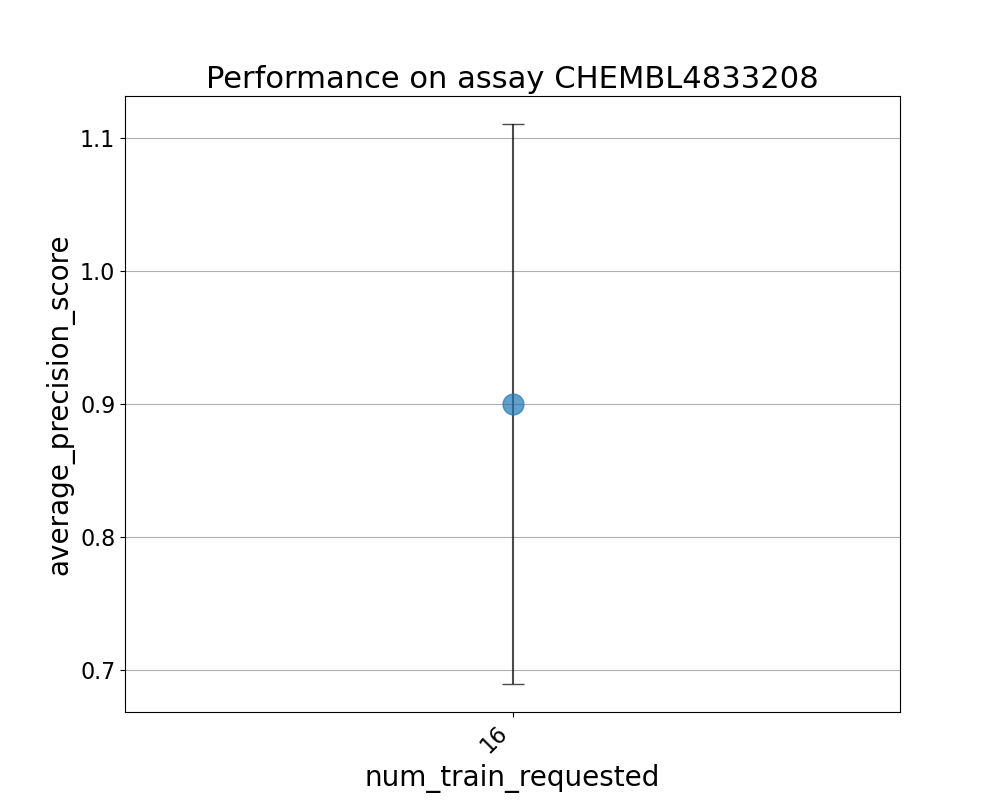 Performance on assay CHEMBL4833208
average_precision_score
1.1
1.0
0.9
0.8
0.7
16
num_train_requested